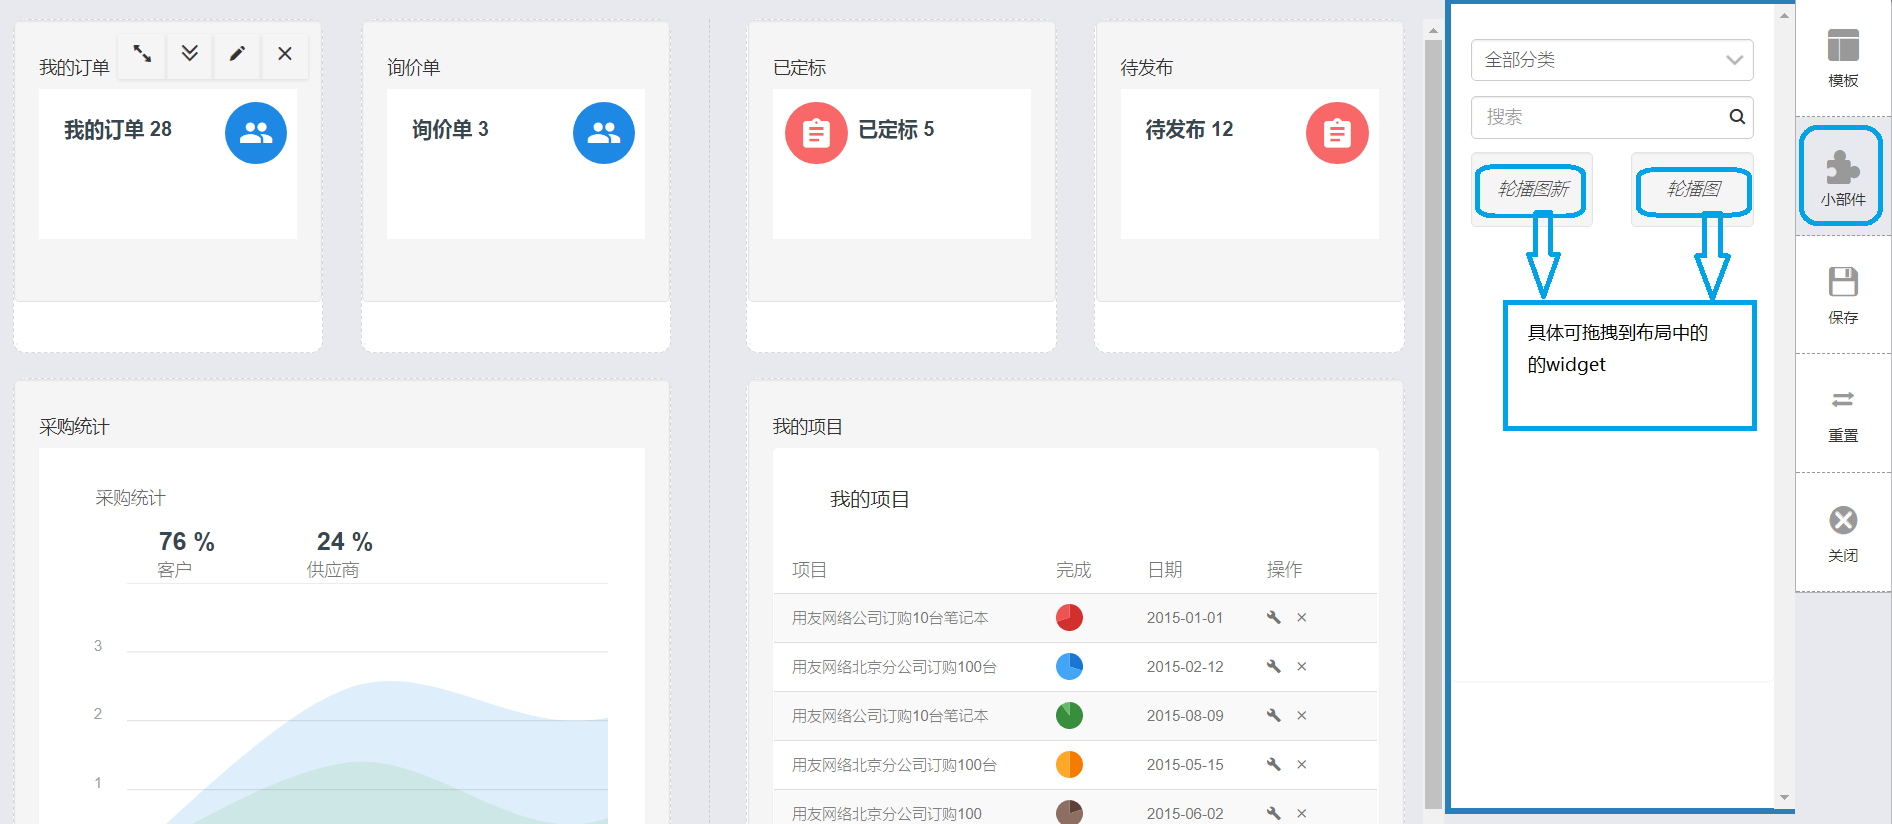 我的订单
我的订单 28
询价单
询价单 3
已定标
已定标 5
待发布
待发布 12
采购统计
采购统计
76 %
24 %
客户
供应商
3
2
1
我的项目
我的项目
项目 完成 日期 操作
用友网络公司订购10台笔记本 2015-01-01
用友网络北京分公司订购100台 2015-02-12
用友网络公司订购10台笔记本 2015-08-09
用友网络北京分公司订购100台 2015-05-15
用友网络北京分公司订购100 2015-06-02
全部分类
搜索
轮播图新
轮播图
具体可拖拽到布局中的
的widget
模板
小部件
保存
重置
关闭